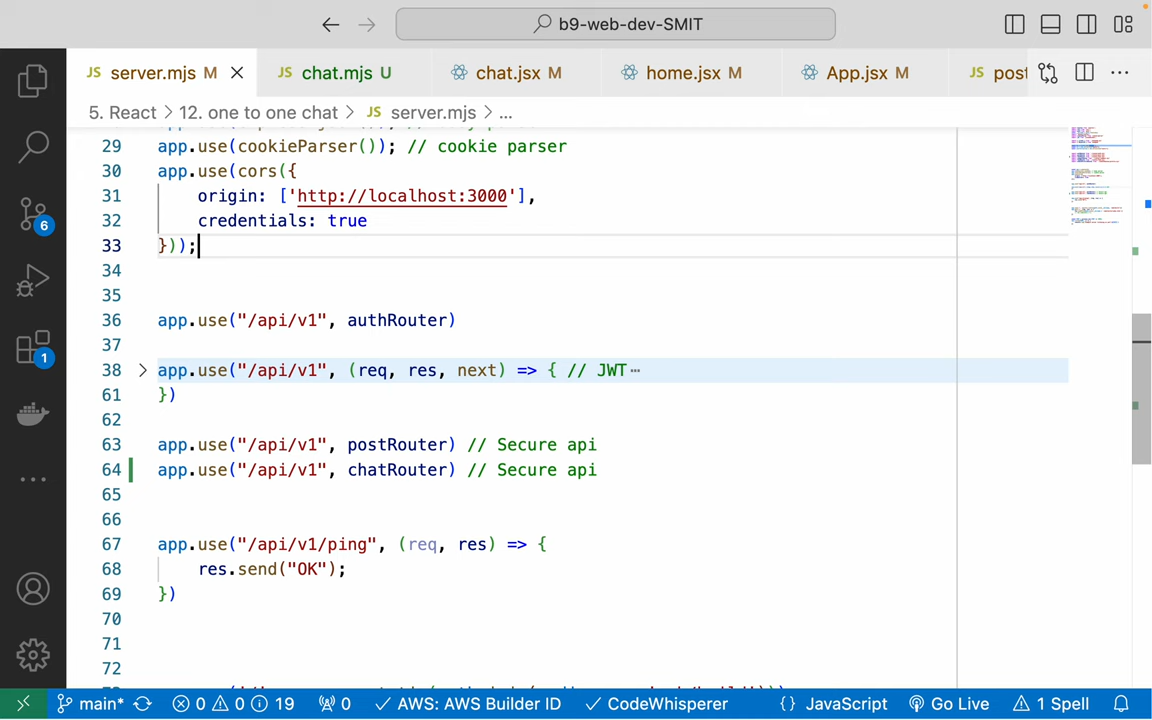 b9-web-dev-SMIT
JS server.mjs M JS chat.mjs U chat.jsx M home.jsx M App.jsx M JS post
5. React > 12. one to one chat > JS server.mjs > ...
29 app.use(cookieParser()); // cookie parser
30 app.use(cors({
31 origin: ['http://localhost:3000'],
32 credentials: true
33 }));
34
35
36 app.use("/api/v1", authRouter)
37
38 app.use("/api/v1", (req, res, next) => { // JWT⋯
61 })
62
63 app.use("/api/v1", postRouter) // Secure api
64 app.use("/api/v1", chatRouter) // Secure api
65
66
67 app.use("/api/v1/ping", (req, res) => {
68 res.send("OK");
69 })
70
71
72
6
1
main* 0 0 19 0 AWS: AWS Builder ID CodeWhisperer {} JavaScript Go Live 1 Spell